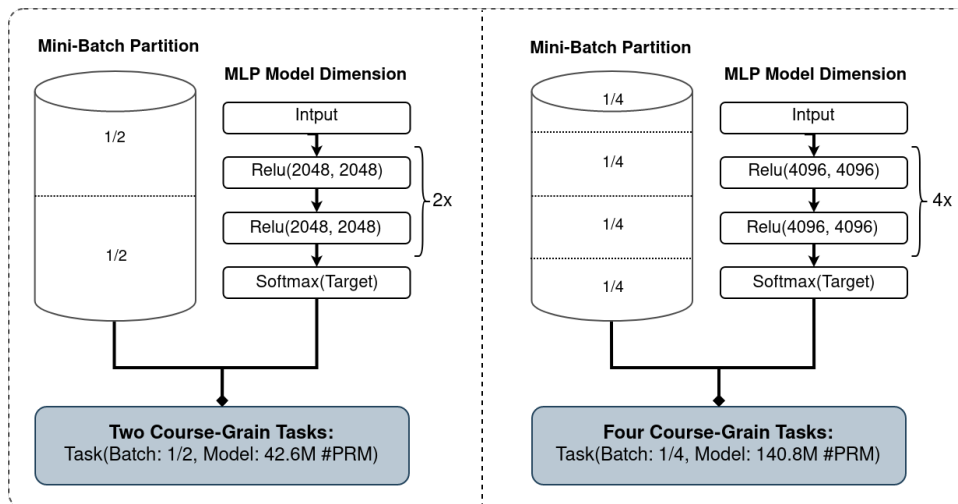 Mini-Batch Partition
MLP Model Dimension
1/2
1/2
Intput
Relu(2048, 2048)
Relu(2048, 2048)
2x
Softmax(Target)
Two Course-Grain Tasks:
Task(Batch: 1/2, Model: 42.6M #PRM)
Mini-Batch Partition
MLP Model Dimension
1/4
1/4
1/4
1/4
Intput
Relu(4096, 4096)
Relu(4096, 4096)
4x
Softmax(Target)
Four Course-Grain Tasks:
Task(Batch: 1/4, Model: 140.8M #PRM)